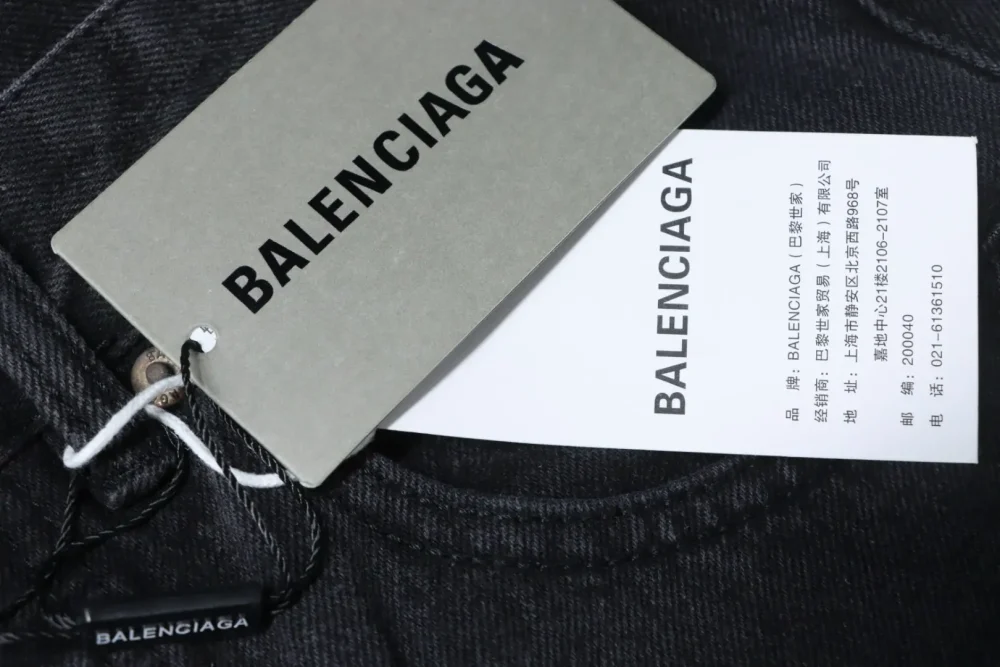 BALENCIAGA
BALENCIAGA
品 牌：BALENCIAGA（巴黎世家）
经销商：巴黎世家贸易（上海）有限公司
地 址：上海市静安区北京西路968号
嘉地中心21楼2106-2107室
邮 编：200040
电 话：021-61361510
BALENCIAGA